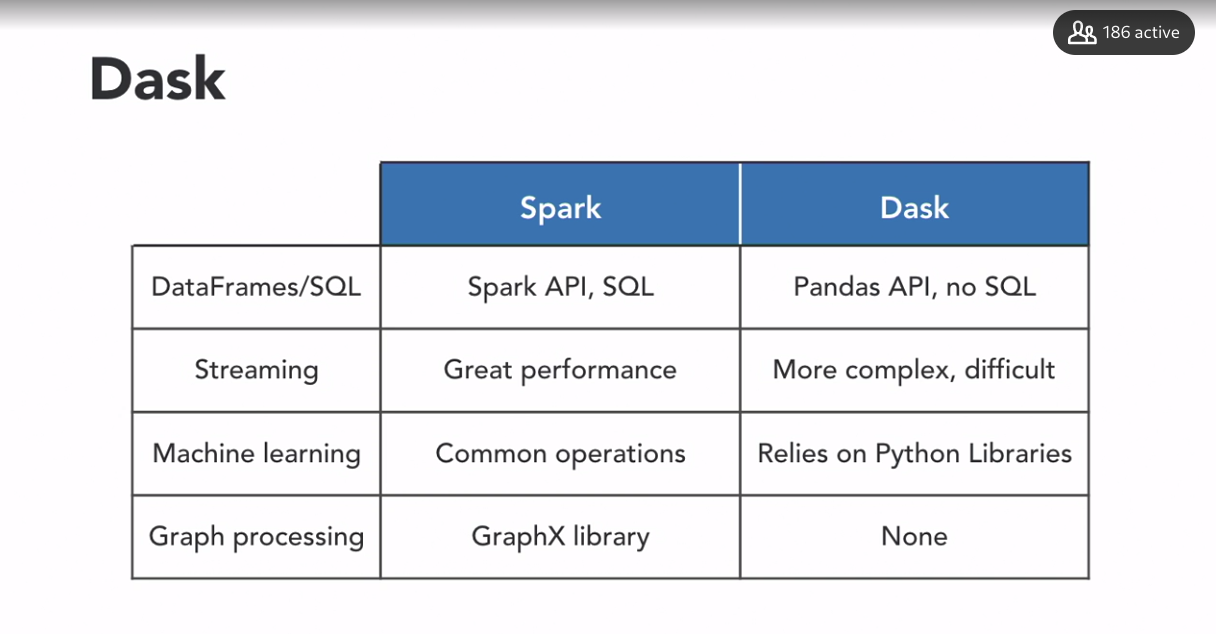 186 active
Dask
Spark Dask
DataFrames/SQL Spark API, SQL Pandas API, no SQL
Streaming Great performance More complex, difficult
Machine learning Common operations Relies on Python Libraries
Graph processing GraphX library None